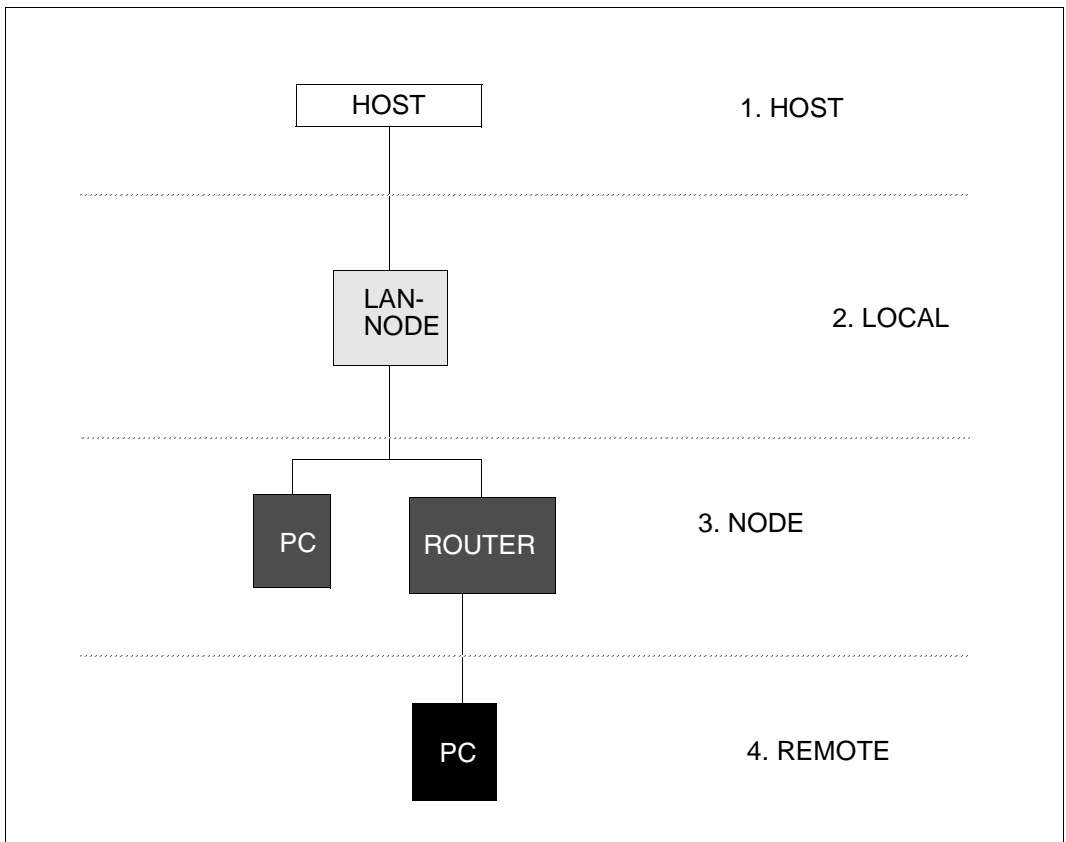 HOST
1. HOST
LAN-
NODE
2. LOCAL
PC
ROUTER
3. NODE
PC
4. REMOTE